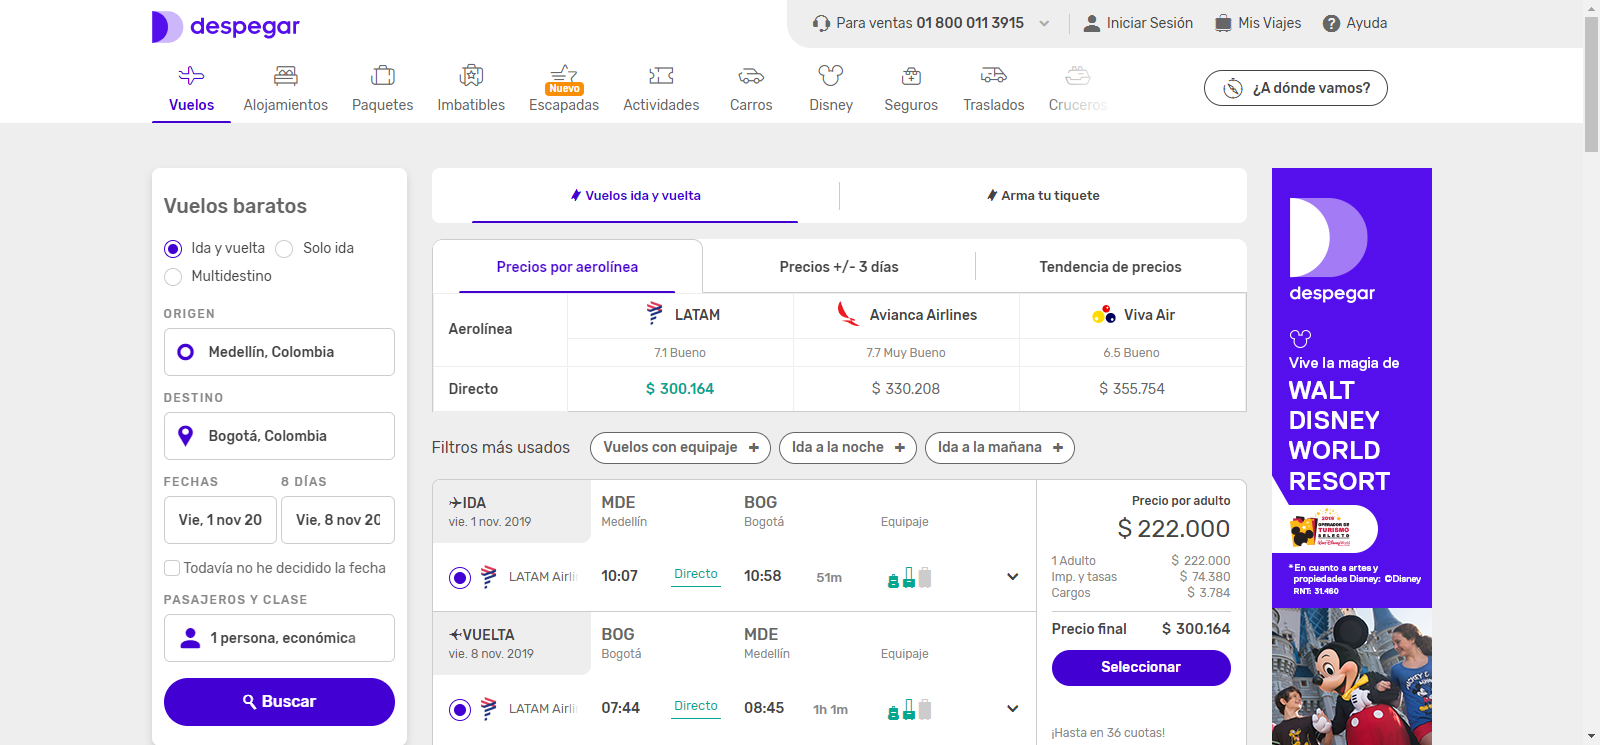 despegar
Para ventas 01 800 011 3915
Iniciar Sesión
Mis Viajes
Ayuda
Vuelos
Alojamientos
Paquetes
Imbatibles
Nuevo
Escapadas
Actividades
Carros
Disney
Seguros
Traslados
Cruceros
¿A dónde vamos?
Vuelos baratos
Ida y vuelta
Solo ida
Multidestino
ORIGEN
Medellín, Colombia
DESTINO
Bogotá, Colombia
FECHAS
8 DÍAS
Vie, 1 nov 20
Vie, 8 nov 20
Todavía no he decidido la fecha
PASAJEROS Y CLASE
1 persona, económica
Buscar
Vuelos ida y vuelta
Arma tu tiquete
Precios por aerolínea
Precios +/- 3 días
Tendencia de precios
Aerolínea
LATAM
Avianca Airlines
Viva Air
7.1 Bueno
7.7 Muy Bueno
6.5 Bueno
Directo
$ 300.164
$ 330.208
$ 355.754
Filtros más usados
Vuelos con equipaje +
Ida a la noche +
Ida a la mañana +
IDA
vie. 1 nov. 2019
MDE
Medellín
BOG
Bogotá
Equipaje
LATAM Airli
10:07
Directo
10:58
51m
VUELTA
vie. 8 nov. 2019
BOG
Bogotá
MDE
Medellín
Equipaje
LATAM Airli
07:44
Directo
08:45
1h 1m
Precio por adulto
$ 222.000
1 Adulto $ 222.000
Imp. y tasas $ 74.380
Cargos $ 3.784
Precio final $ 300.164
Seleccionar
¡Hasta en 36 cuotas!
despegar
Vive la magia de
WALT
DISNEY
WORLD
RESORT
2019
OPERADOR DE
TURISMO
SELECTO
Walt Disney World
*En cuanto a artes y
propiedades Disney: ©Disney
RNT: 31.460